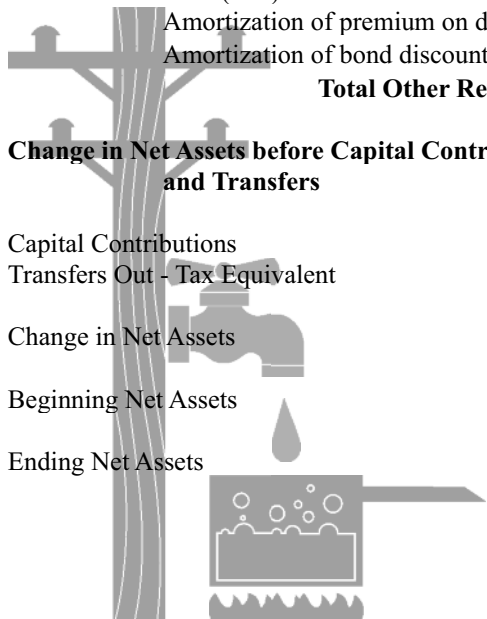 Amortization of premium on d
Amortization of bond discount
Total Other Re
Change in Net Assets before Capital Contr
and Transfers
Capital Contributions
Transfers Out - Tax Equivalent
Change in Net Assets
Beginning Net Assets
Ending Net Assets